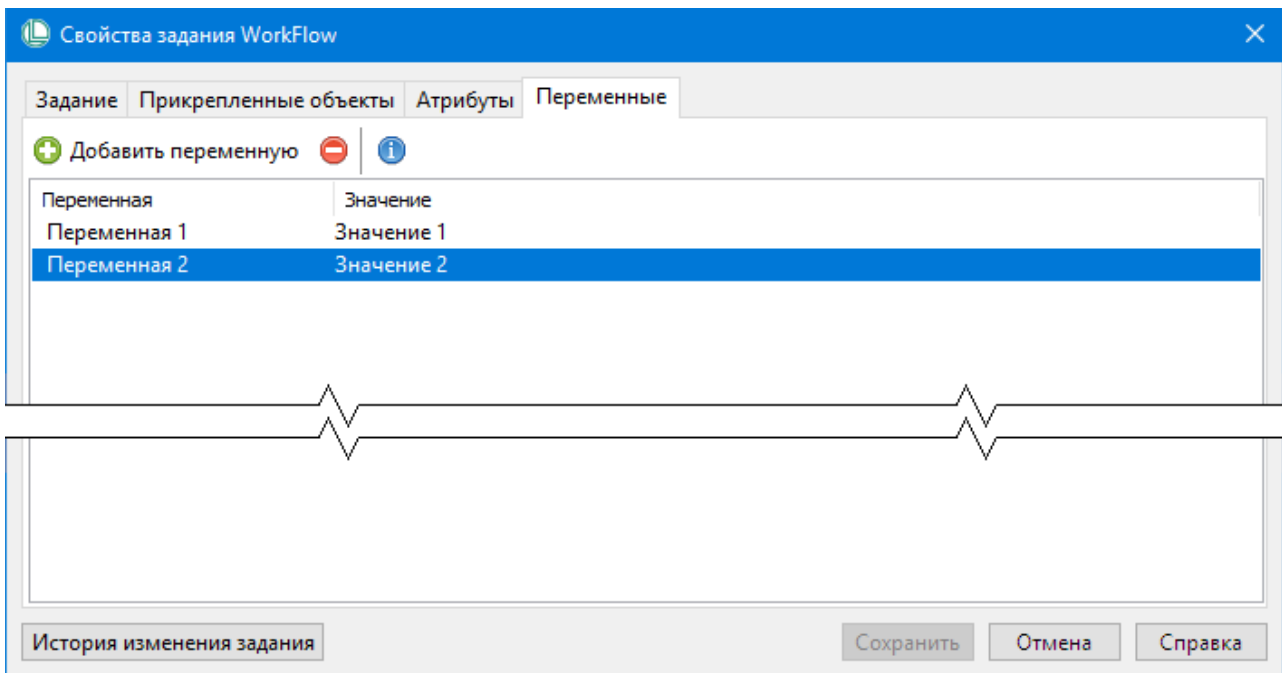 Свойства задания WorkFlow
Задание Прикрепленные объекты Атрибуты Переменные
Добавить переменную
Переменная Значение
Переменная 1 Значение 1
Переменная 2 Значение 2
История изменения задания Сохранить Отмена Справка